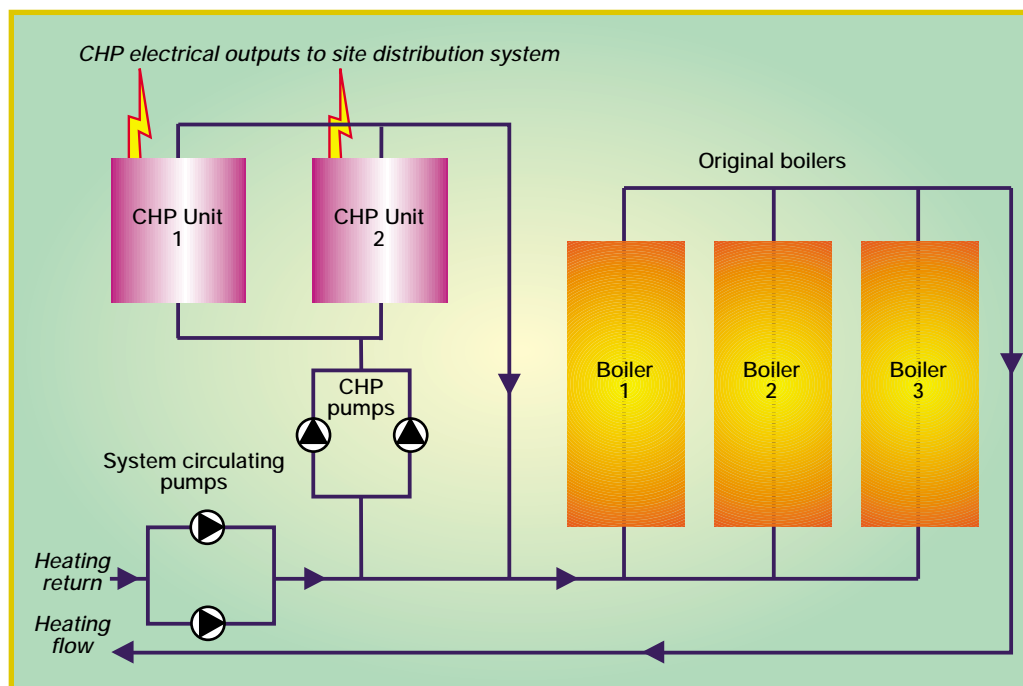 CHP electrical outputs to site distribution system
CHP Unit
1
CHP Unit
2
Original boilers
Boiler
1
Boiler
2
Boiler
3
CHP
pumps
System circulating
pumps
Heating
return
Heating
flow